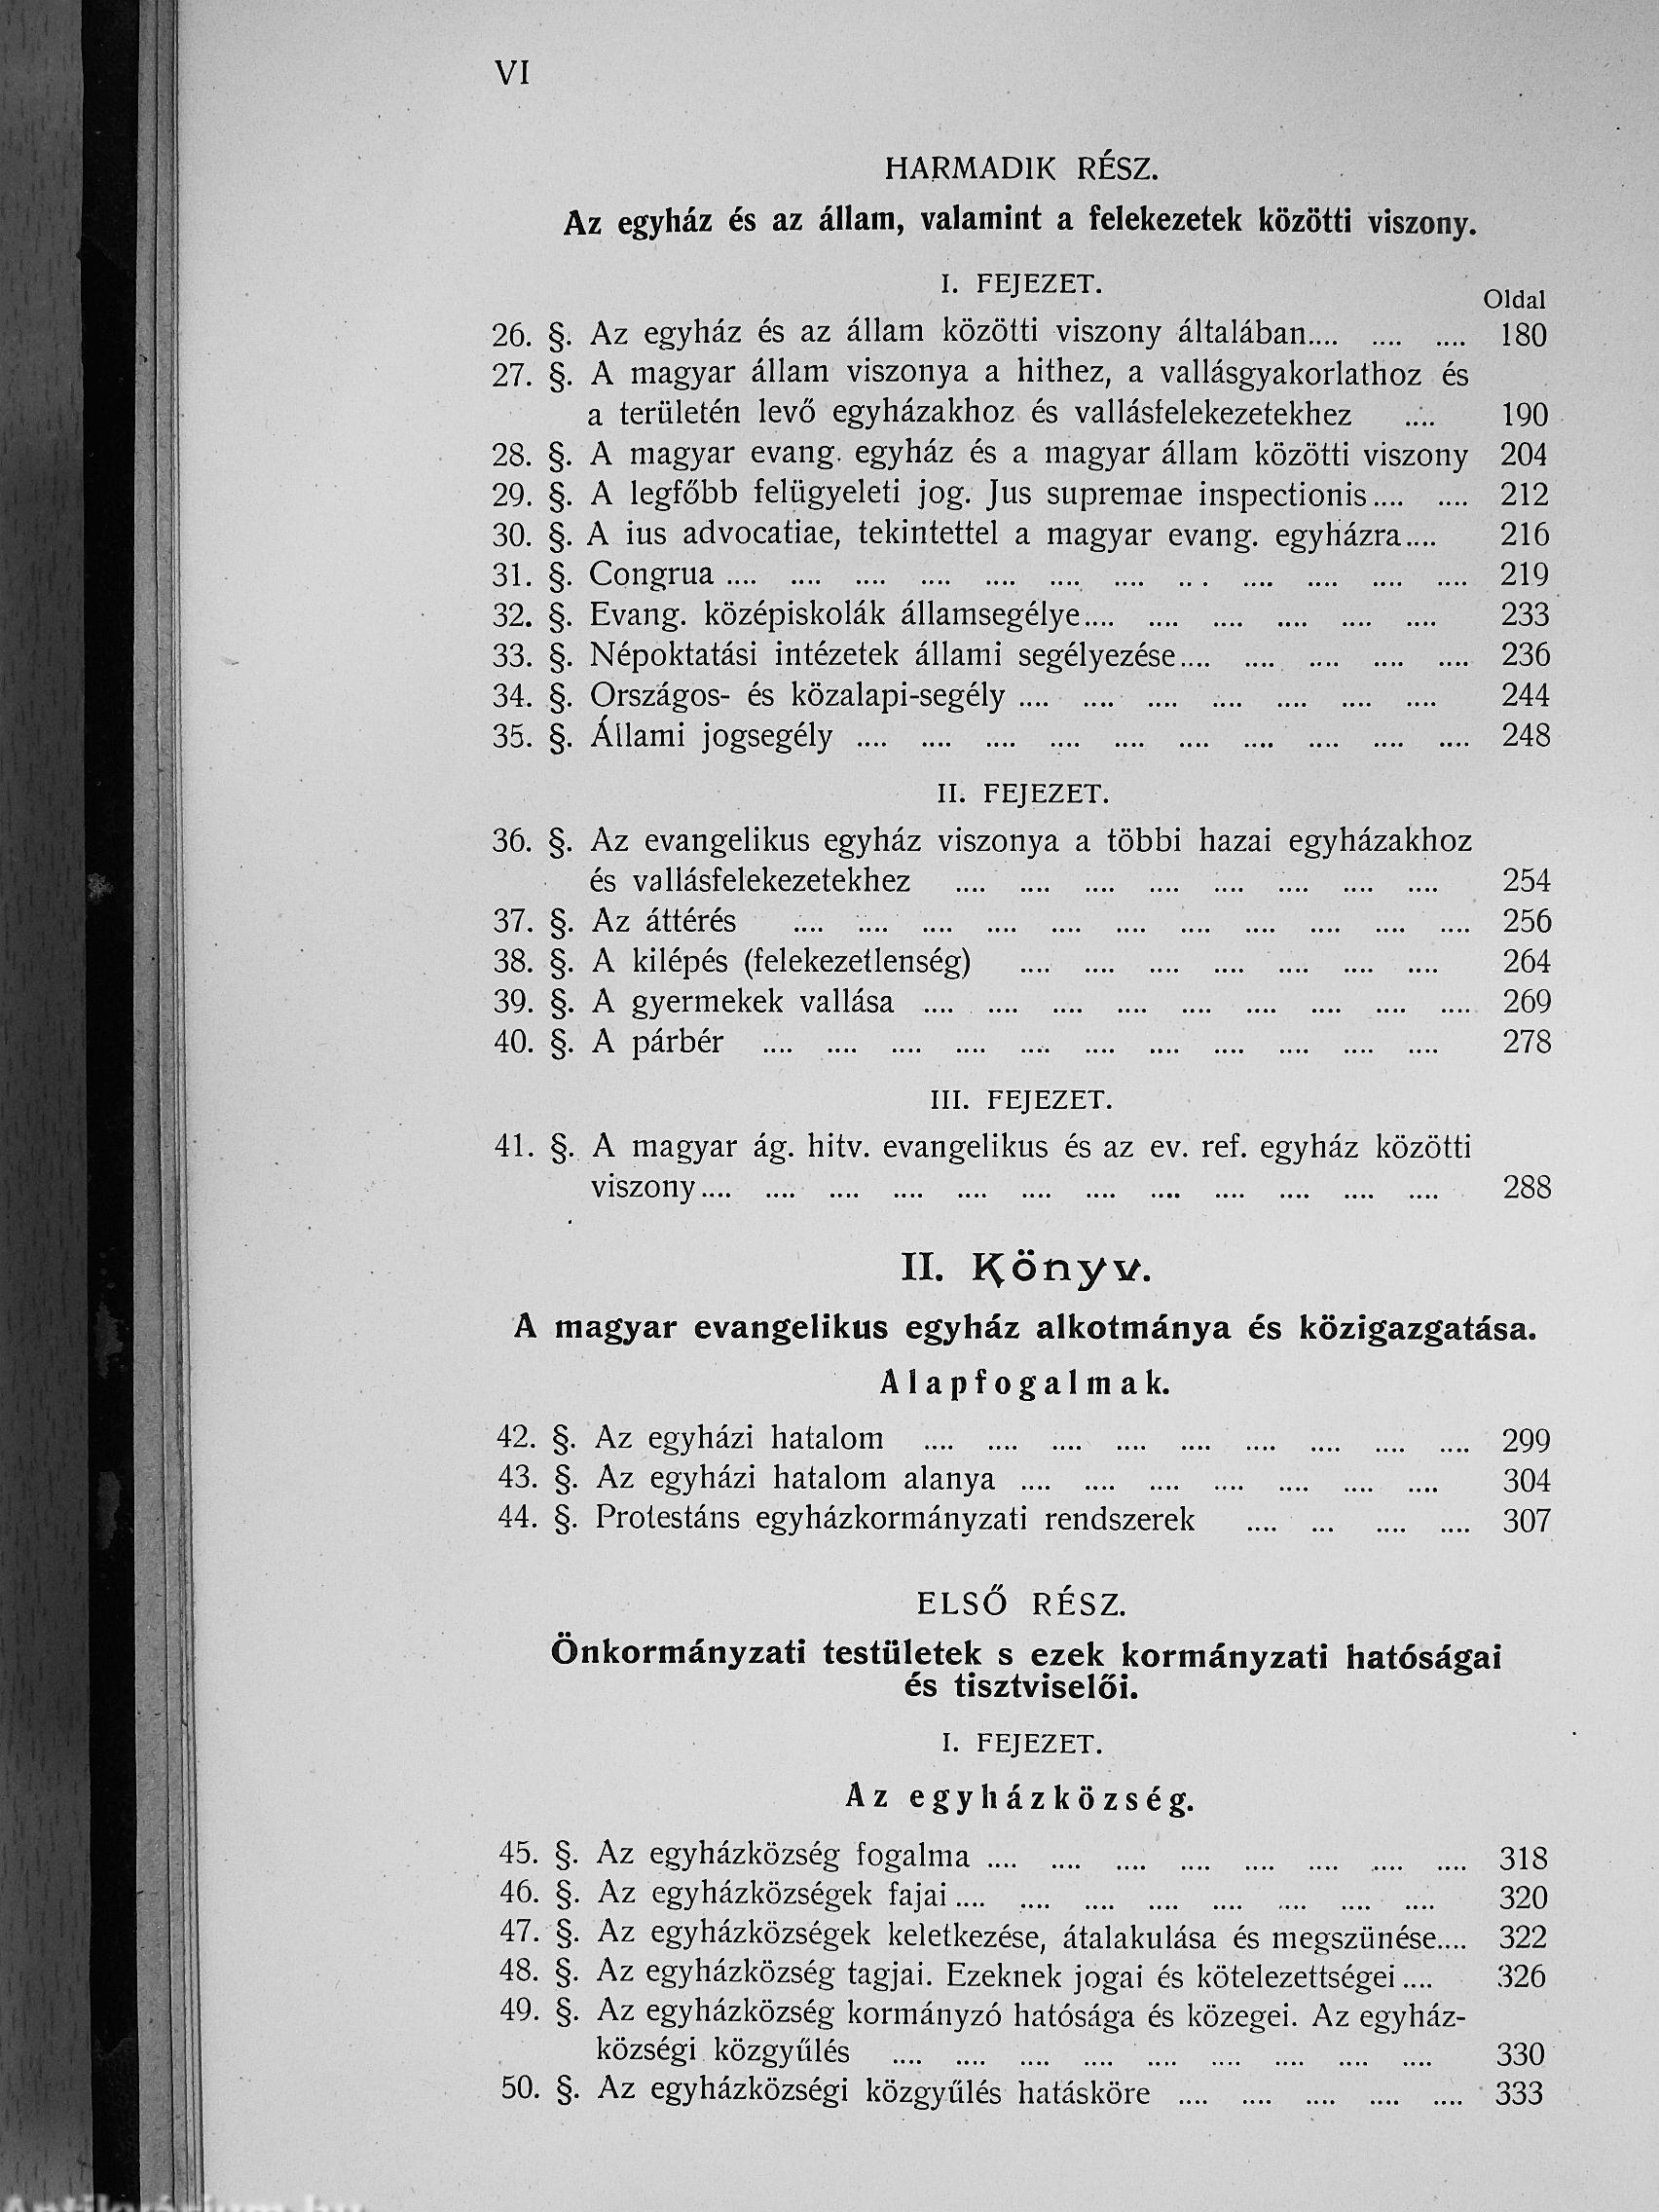 VI
HARMADIK RÉSZ.
Az egyház és az állam, valamint a felekezetek közötti viszony.
I. FEJEZET.
Oldal
26. §. Az egyház és az állam közötti viszony általában.... .... .... 180
27. §. A magyar állam viszonya a hithez, a vallásgyakorlathoz és
a területén levő egyházakhoz és vallásfelekezetekhez .... 190
28. §. A magyar evang. egyház és a magyar állam közötti viszony 204
29. §. A legfőbb felügyeleti jog. Jus supremae inspectionis.... .... 212
30. §. A ius advocatiae, tekintettel a magyar evang. egyházra.... 216
31. §. Congrua .... .... .... .... .... .... .... .... .... .... .... .... 219
32. §. Evang. középiskolák államsegélye.... .... .... .... .... .... 233
33. §. Népoktatási intézetek állami segélyezése.... .... .... .... .... 236
34. §. Országos- és közalapi-segély .... .... .... .... .... .... .... 244
35. §. Állami jogsegély .... .... .... .... .... .... .... .... .... .... 248
II. FEJEZET.
36. §. Az evangelikus egyház viszonya a többi hazai egyházakhoz
és vallásfelekezetekhez .... .... .... .... .... .... .... .... 254
37. §. Az áttérés .... .... .... .... .... .... .... .... .... .... .... 256
38. §. A kilépés (felekezetlenség) .... .... .... .... .... .... .... 264
39. §. A gyermekek vallása .... .... .... .... .... .... .... .... .... 269
40. §. A párbér .... .... .... .... .... .... .... .... .... .... .... 278
III. FEJEZET.
41. §. A magyar ág. hitv. evangelikus és az ev. ref. egyház közötti
viszony.... .... .... .... .... .... .... .... .... .... .... .... 288
II. Könyv.
A magyar evangelikus egyház alkotmánya és közigazgatása.
Alapfogalmak.
42. §. Az egyházi hatalom .... .... .... .... .... .... .... .... .... 299
43. §. Az egyházi hatalom alanya .... .... .... .... .... .... .... 304
44. §. Protestáns egyházkormányzati rendszerek .... ... .... .... 307
ELSŐ RÉSZ.
Önkormányzati testületek s ezek kormányzati hatóságai
és tisztviselői.
I. FEJEZET.
Az egyházközség.
45. §. Az egyházközség fogalma .... .... .... .... .... .... .... .... 318
46. §. Az egyházközségek fajai .... .... .... .... .... .... .... .... 320
47. §. Az egyházközségek keletkezése, átalakulása és megszünése.... 322
48. §. Az egyházközség tagjai. Ezeknek jogai és kötelezettségei .... 326
49. §. Az egyházközség kormányzó hatósága és közegei. Az egyház-
községi közgyűlés .... .... .... .... .... .... .... .... .... 330
50. §. Az egyházközségi közgyűlés hatásköre .... .... .... .... .... 333